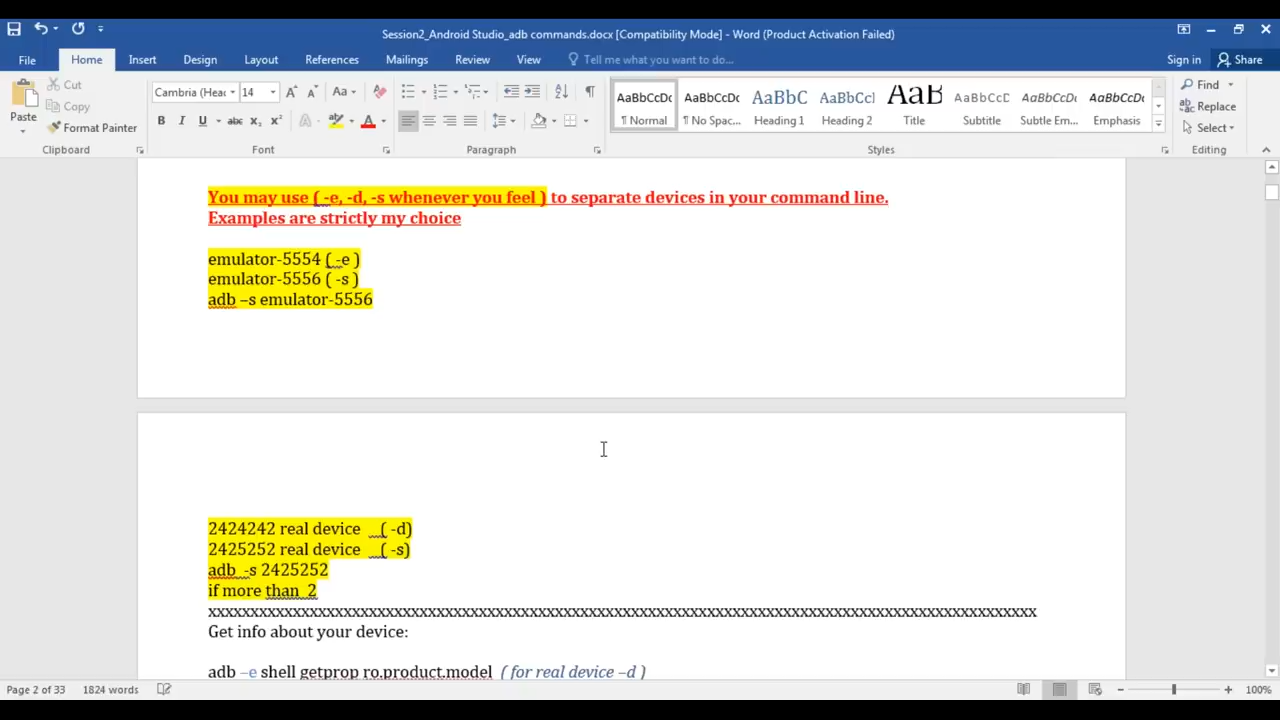 Session2_Android Studio_adb commands.docx [Compatibility Mode] - Word (Product Activation Failed)
File Home Insert Design Layout References Mailings Review View Tell me what you want to do... Sign in Share
Paste
Cut
Copy
Format Painter
Clipboard
Cambria (Heac 14
Font
Paragraph
AaBbCcDc AaBbCcDc AaBbC AaBbCcl AaB AaBbCcD AaBbCcDc AaBbCcDc
¶ Normal ¶ No Spac... Heading 1 Heading 2 Title Subtitle Subtle Em... Emphasis
Styles
Find
Replace
Select
Editing
You may use ( -e, -d, -s whenever you feel ) to separate devices in your command line.
Examples are strictly my choice
emulator-5554 ( -e )
emulator-5556 ( -s )
adb –s emulator-5556
2424242 real device ( -d)
2425252 real device ( -s)
adb -s 2425252
if more than 2
xxxxxxxxxxxxxxxxxxxxxxxxxxxxxxxxxxxxxxxxxxxxxxxxxxxxxxxxxxxxxxxxxxxxxxxxxxxxxxxxxxxxxxxxxxxxxxx
Get info about your device:
adb –e shell getprop ro.product.model ( for real device –d )
Page 2 of 33 1824 words 100%